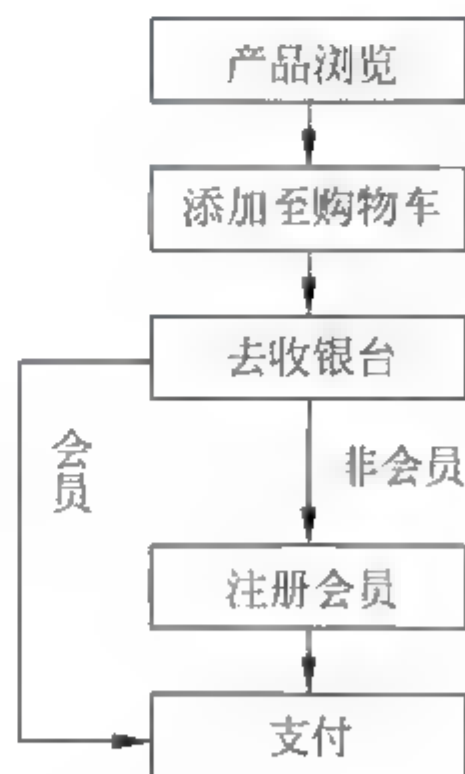 产品浏览
添加至购物车
去收银台
会员
非会员
注册会员
支付